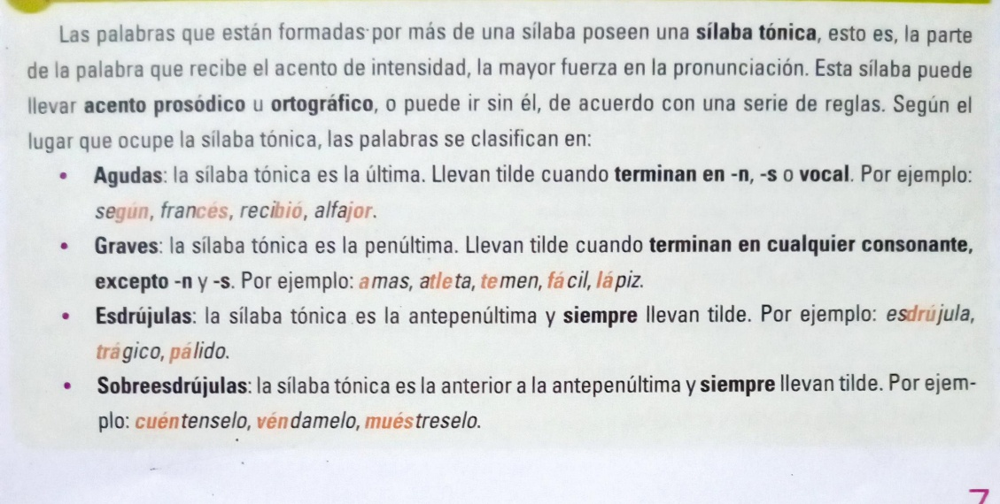 Las palabras que están formadas por más de una sílaba poseen una sílaba tónica, esto es, la parte
de la palabra que recibe el acento de intensidad, la mayor fuerza en la pronunciación. Esta sílaba puede
llevar acento prosódico u ortográfico, o puede ir sin él, de acuerdo con una serie de reglas. Según el
lugar que ocupe la sílaba tónica, las palabras se clasifican en:
• Agudas: la sílaba tónica es la última. Llevan tilde cuando terminan en -n, -s o vocal. Por ejemplo:
según, francés, recibió, alfajor.
• Graves: la sílaba tónica es la penúltima. Llevan tilde cuando terminan en cualquier consonante,
excepto -n y -s. Por ejemplo: amas, atleta, temen, fácil, lápiz.
• Esdrújulas: la sílaba tónica es la antepenúltima y siempre llevan tilde. Por ejemplo: esdrújula,
trágico, pálido.
• Sobreesdrújulas: la sílaba tónica es la anterior a la antepenúltima y siempre llevan tilde. Por ejem-
plo: cuéntenselo, véndamelo, muéstreselo.
7